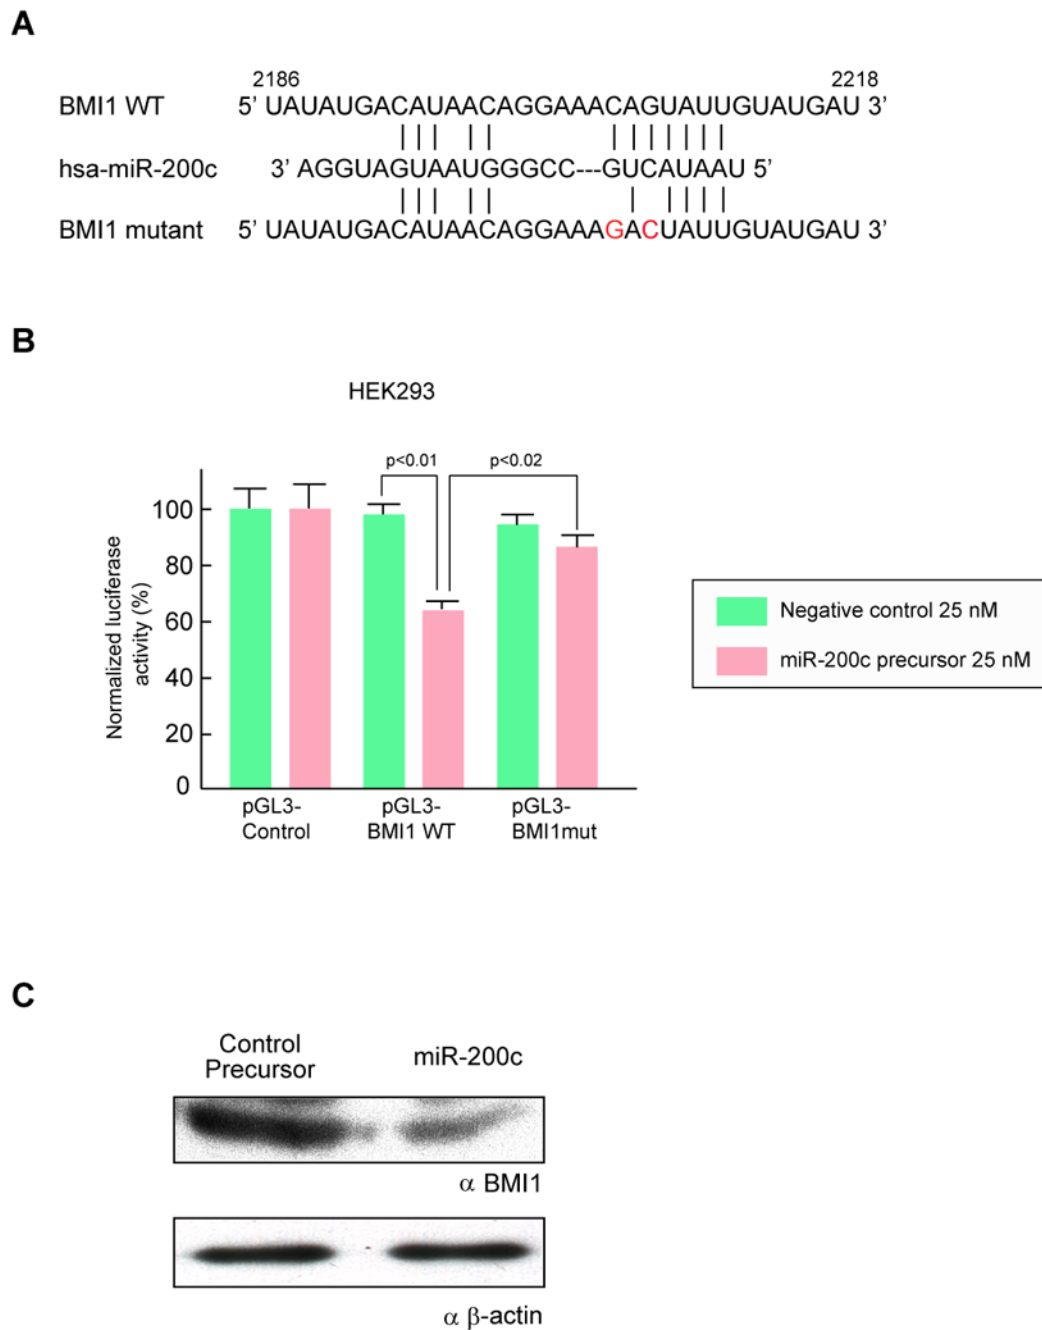 A
2186 2218
BMI1 WT 5’ UAUAUGACAUAACAGGAAACAGUAUUGUAUGAU 3’
hsa-miR-200c 3’ AGGUAGUAAUGGGCC---GUCAUAAU 5’
BMI1 mutant 5’ UAUAUGACAUAACAGGAAAGACUAUUGUAUGAU 3’
B
HEK293
p<0.01 p<0.02
Normalized luciferase
activity (%)
100
80
60
40
20
0
pGL3-
Control
pGL3-
BMI1 WT
pGL3-
BMI1mut
Negative control 25 nM
miR-200c precursor 25 nM
C
Control
Precursor
miR-200c
α BMI1
α β-actin